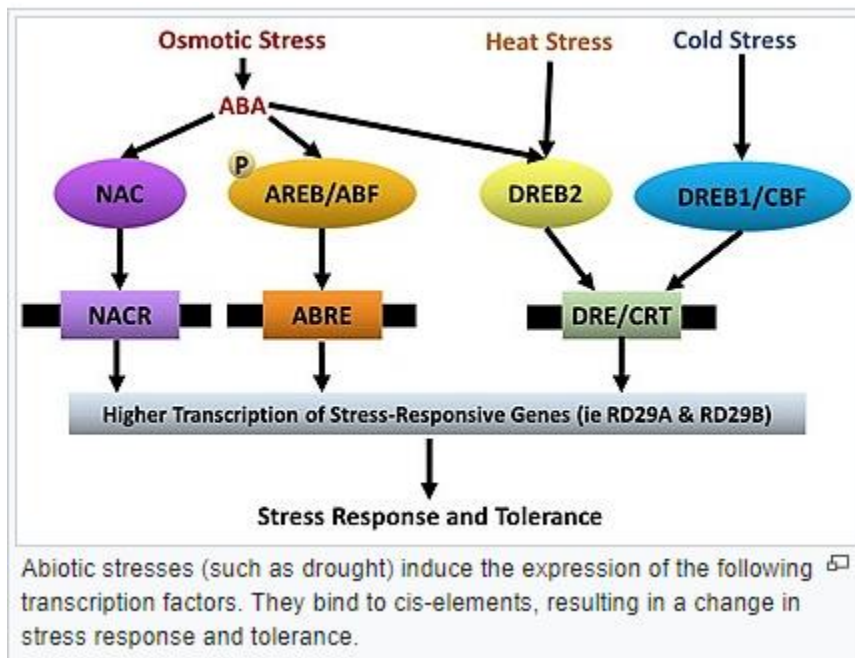 Osmotic Stress Heat Stress Cold Stress
ABA
P
NAC AREB/ABF DREB2 DREB1/CBF
NACR ABRE DRE/CRT
Higher Transcription of Stress-Responsive Genes (ie RD29A & RD29B)
Stress Response and Tolerance
Abiotic stresses (such as drought) induce the expression of the following
transcription factors. They bind to cis-elements, resulting in a change in
stress response and tolerance.